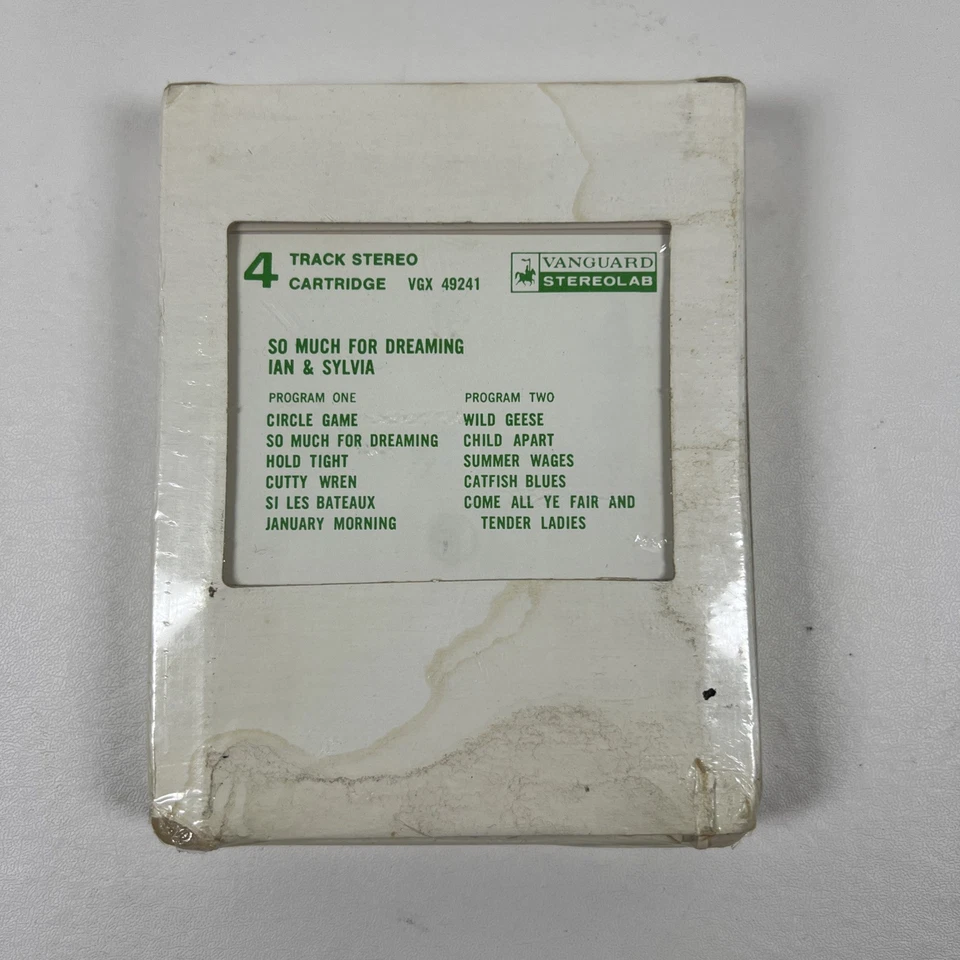 4 TRACK STEREO
CARTRIDGE VGX 49241
VANGUARD
STEREOLAB
SO MUCH FOR DREAMING
IAN & SYLVIA
PROGRAM ONE
CIRCLE GAME
SO MUCH FOR DREAMING
HOLD TIGHT
CUTTY WREN
SI LES BATEAUX
JANUARY MORNING
PROGRAM TWO
WILD GEESE
CHILD APART
SUMMER WAGES
CATFISH BLUES
COME ALL YE FAIR AND
TENDER LADIES